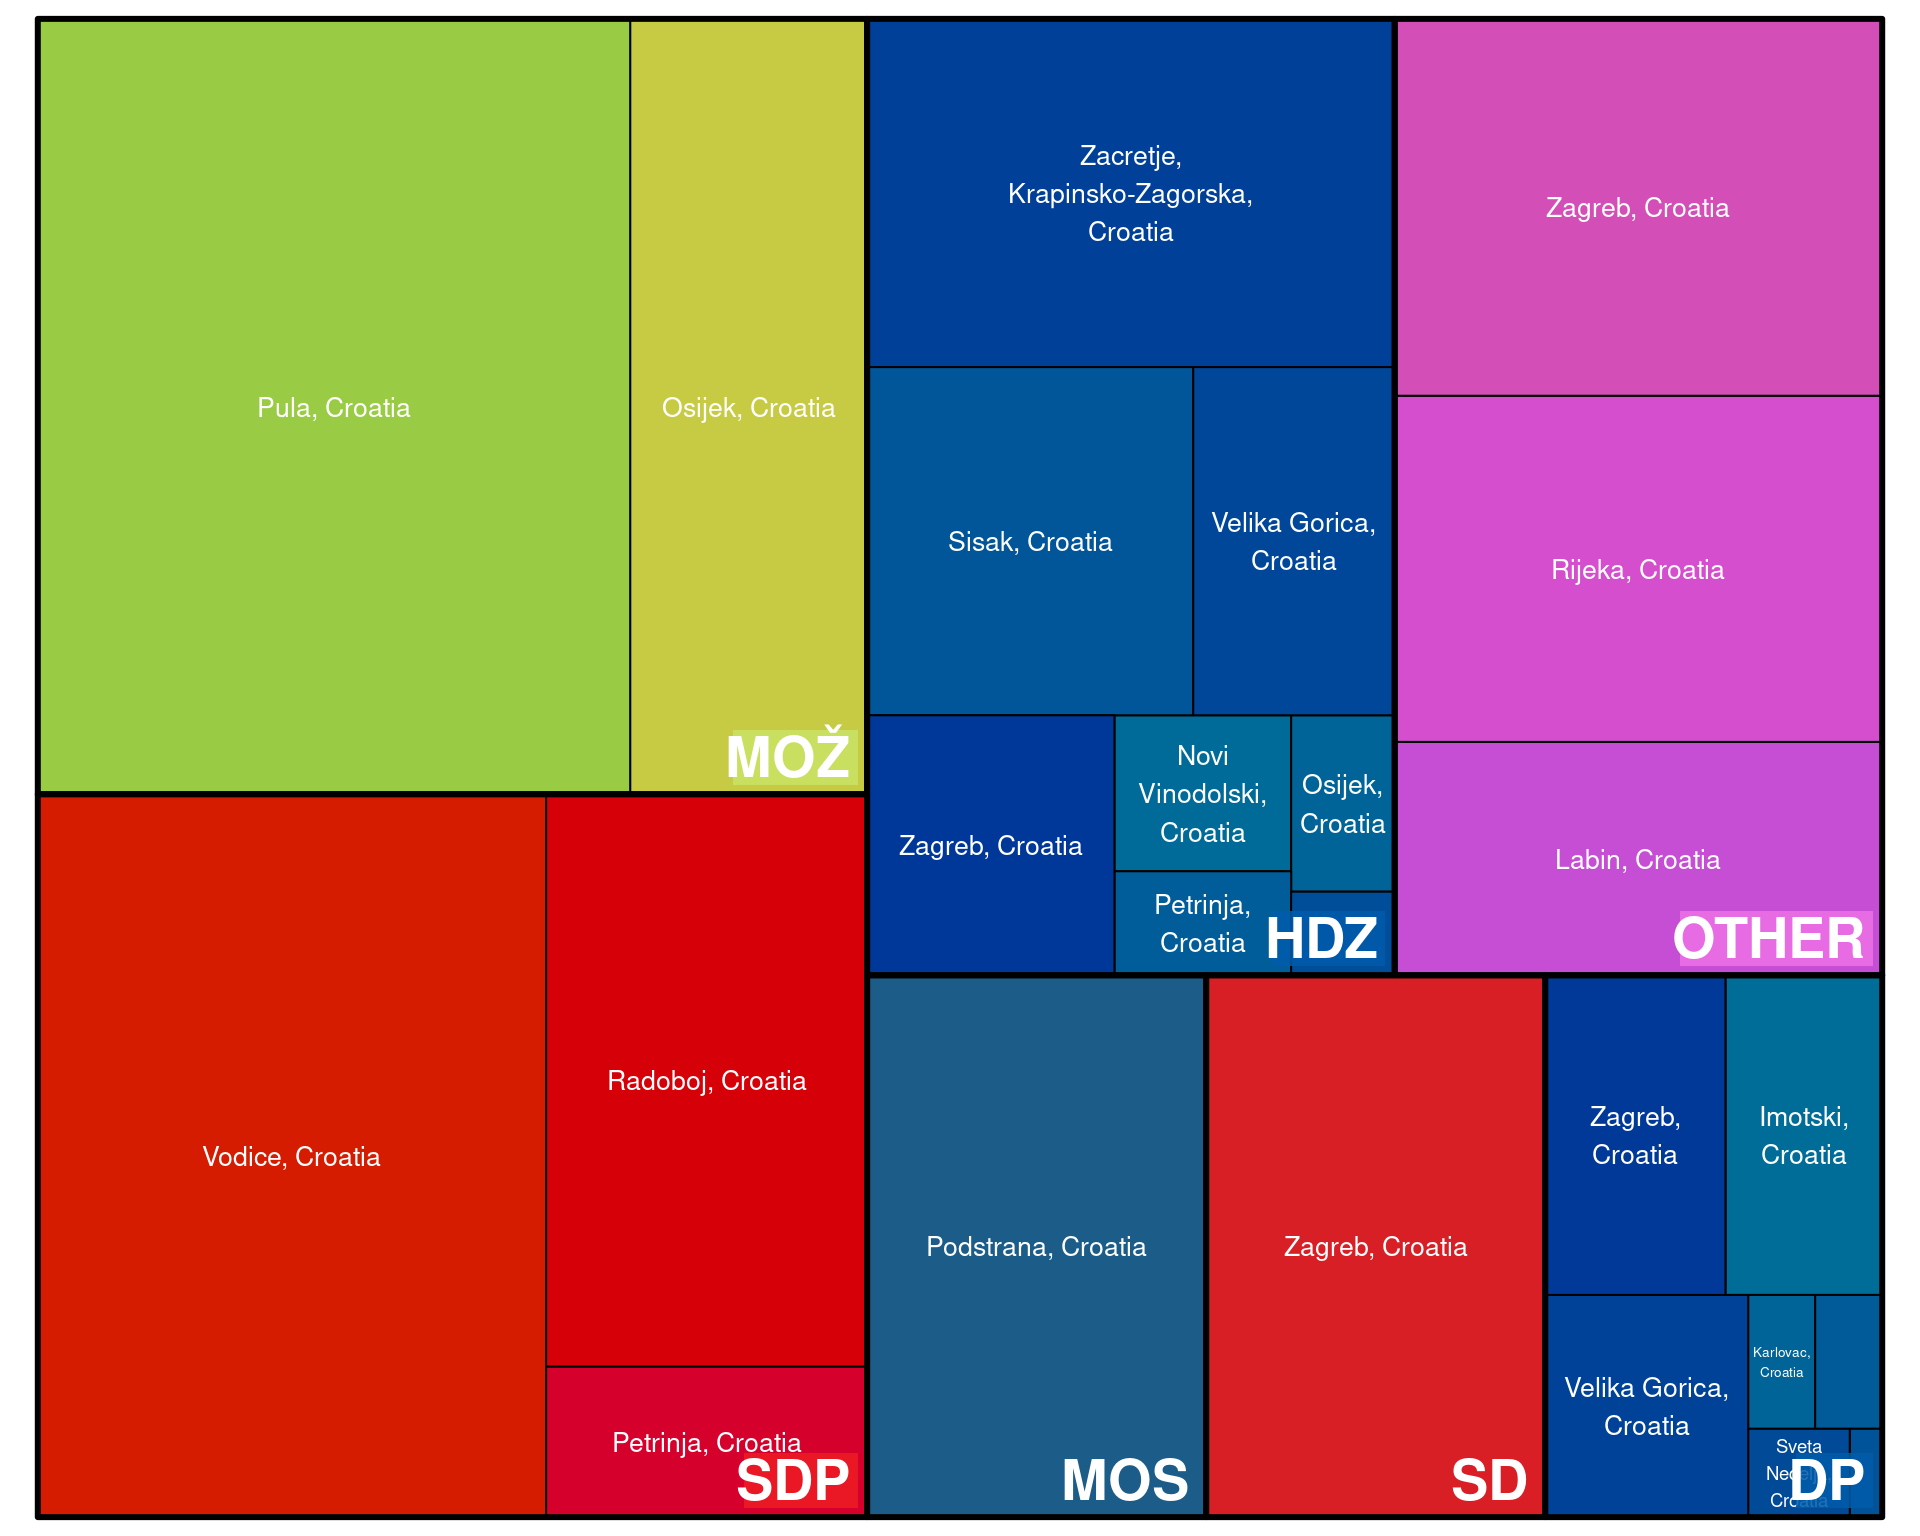 Pula, Croatia
Osijek, Croatia
MOŽ
Vodice, Croatia
Radoboj, Croatia
Petrinja, Croatia
SDP
Zacretje,
Krapinsko-Zagorska,
Croatia
Sisak, Croatia
Velika Gorica,
Croatia
Zagreb, Croatia
Novi
Vinodolski,
Croatia
Osijek,
Croatia
Petrinja,
Croatia
HDZ
Zagreb, Croatia
Rijeka, Croatia
Labin, Croatia
OTHER
Podstrana, Croatia
MOS
Zagreb, Croatia
SD
Zagreb,
Croatia
Imotski,
Croatia
Velika Gorica,
Croatia
Karlovac,
Croatia
Sveta
Croatia
DP